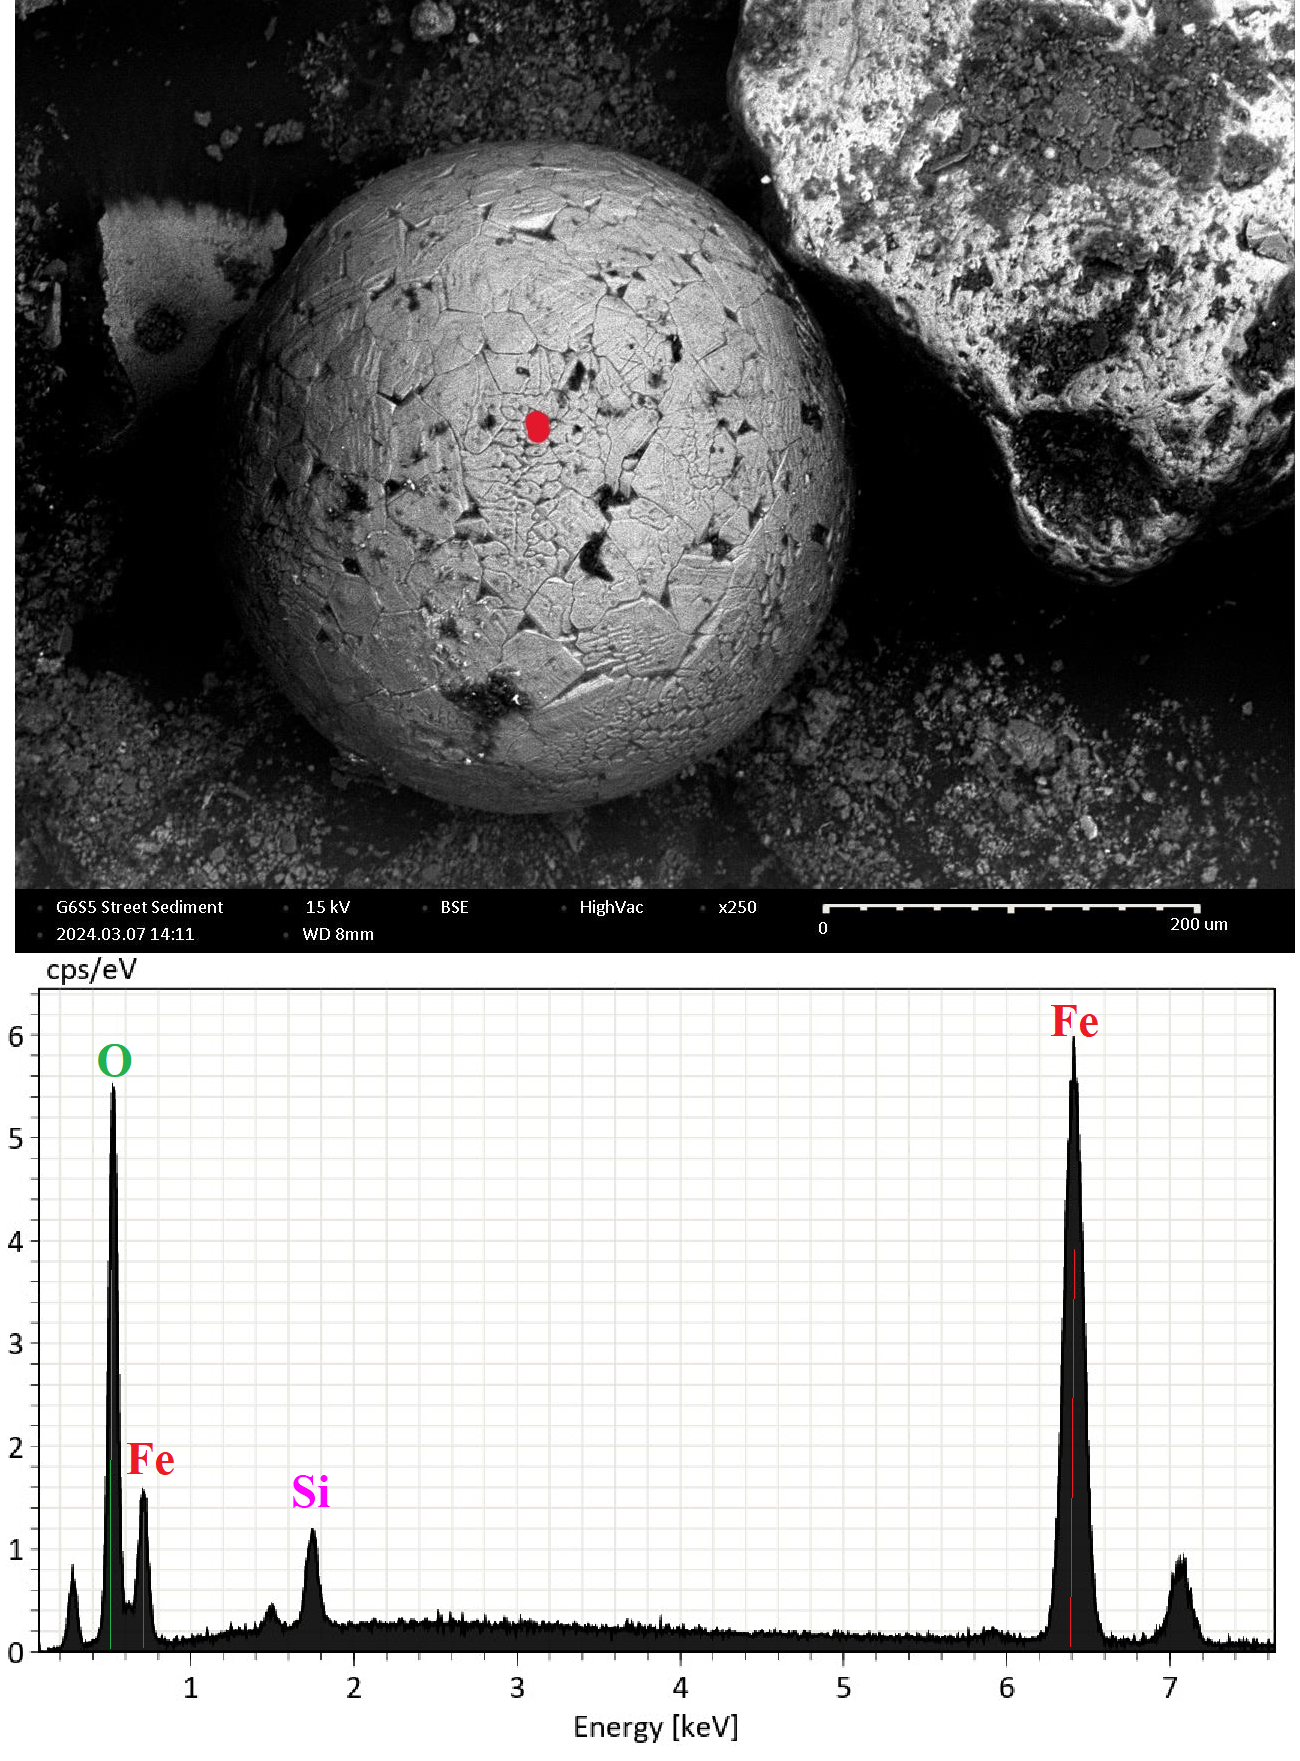 G6S5 Street Sediment 15 kV BSE HighVac x250 0 200 um
2024.03.07 14:11 WD 8mm
cps/eV
6
5
4
3
2
1
0
O
Fe
Si
Fe
1 2 3 4 5 6 7
Energy [keV]